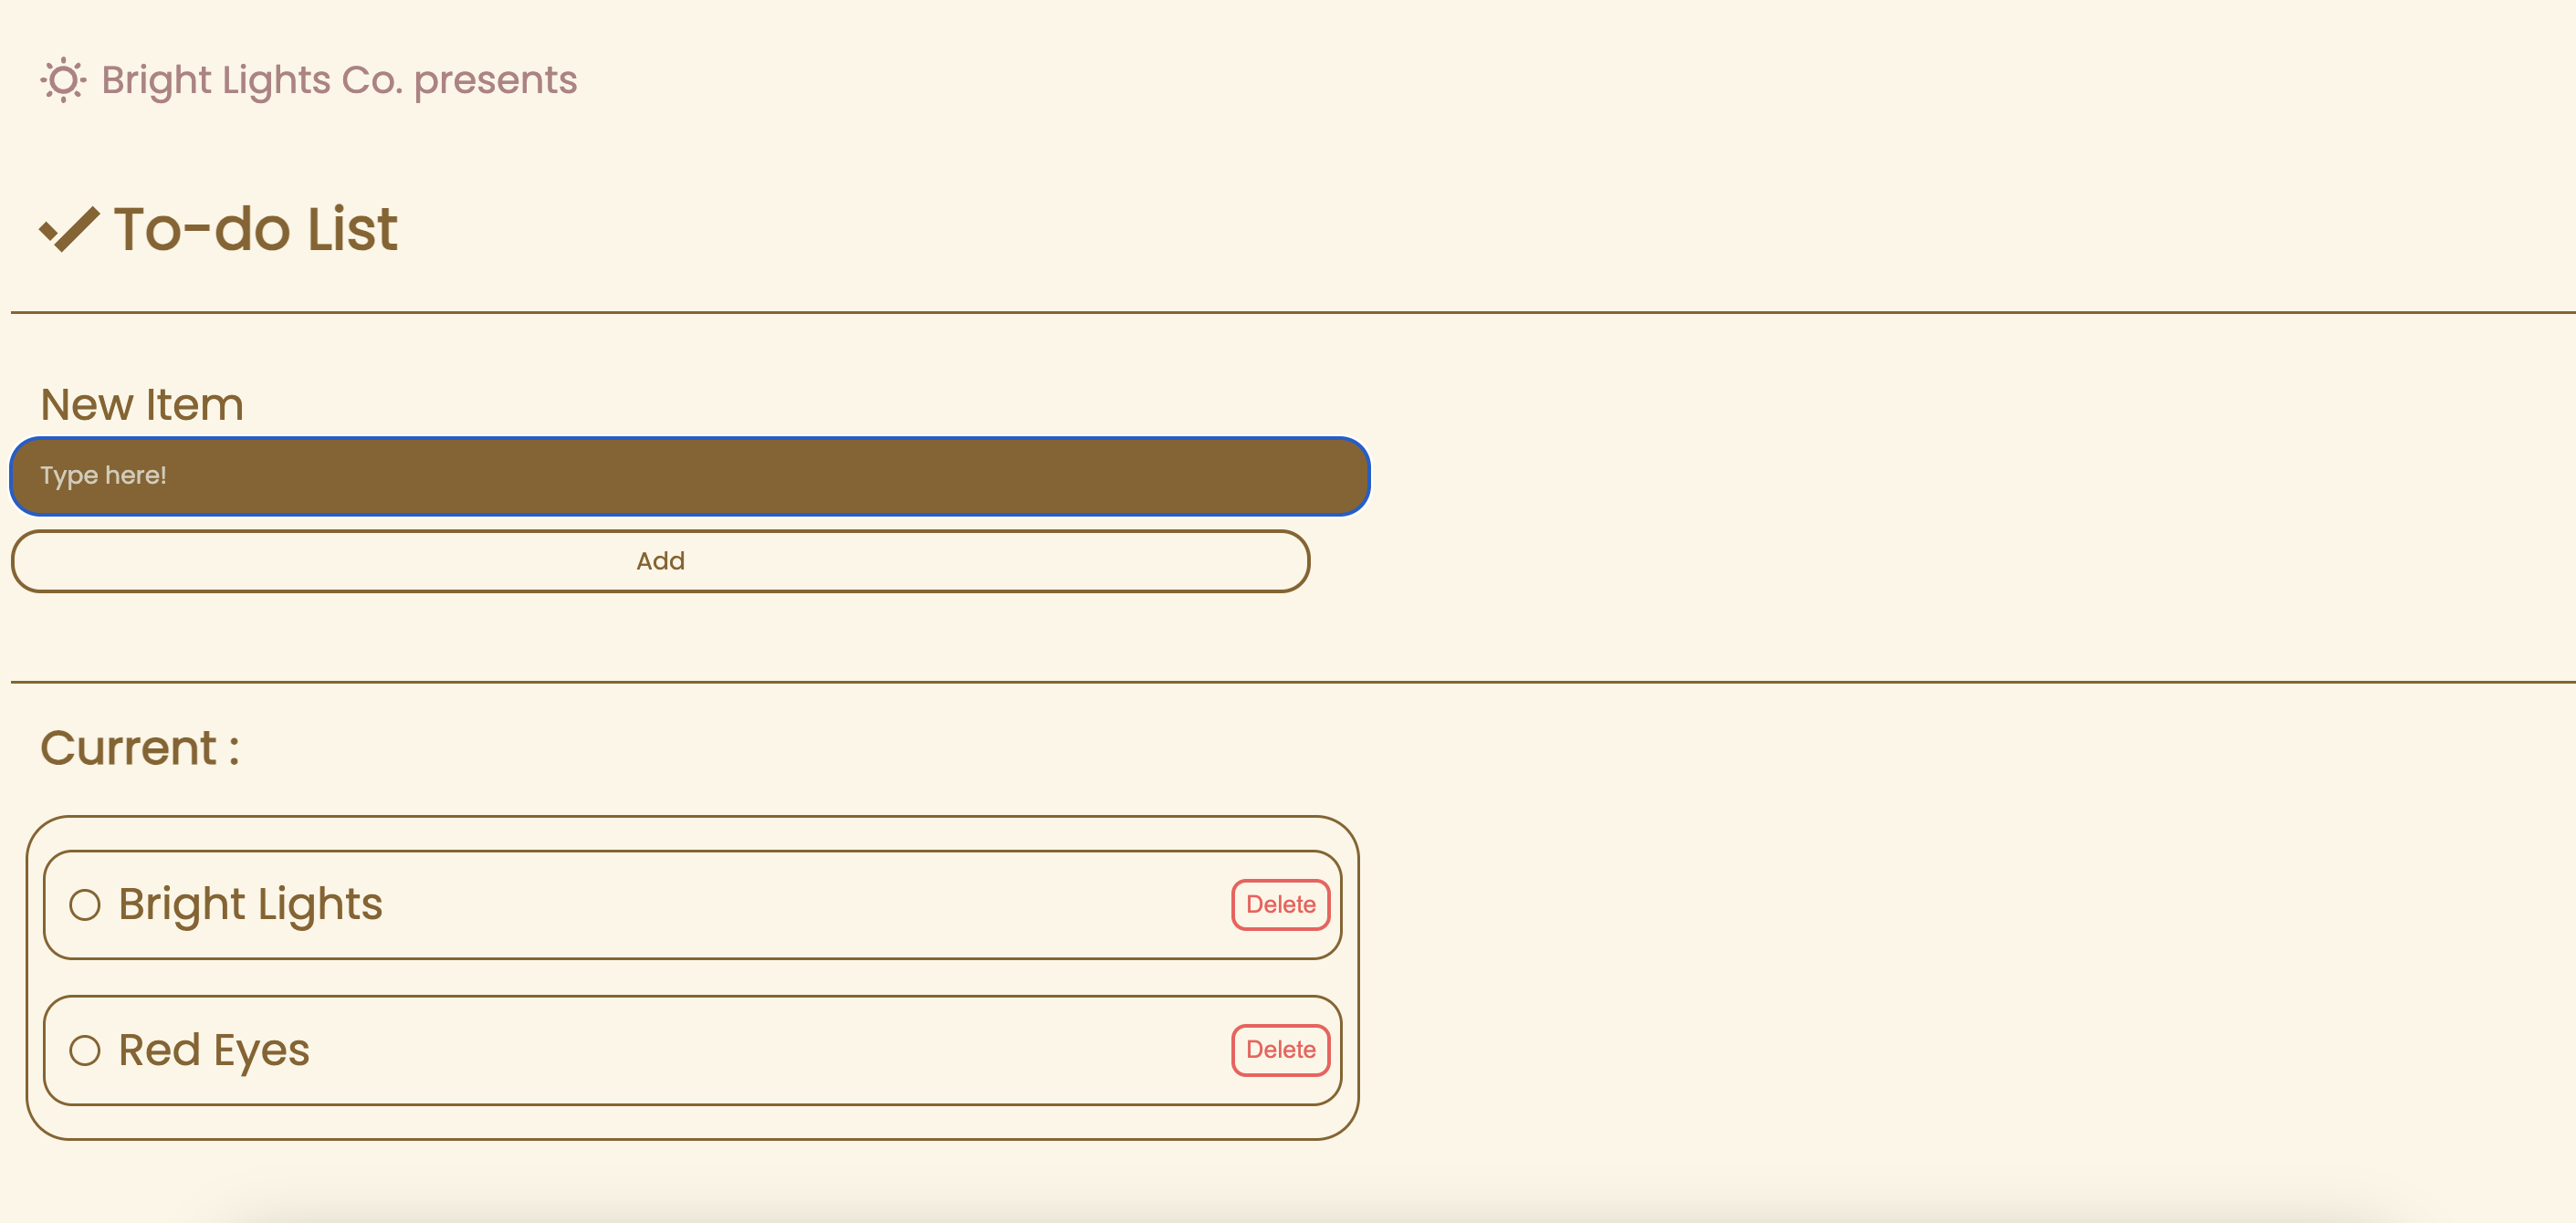 Bright Lights Co. presents
To-do List
New Item
Type here!
Add
Current :
Bright Lights
Delete
Red Eyes
Delete